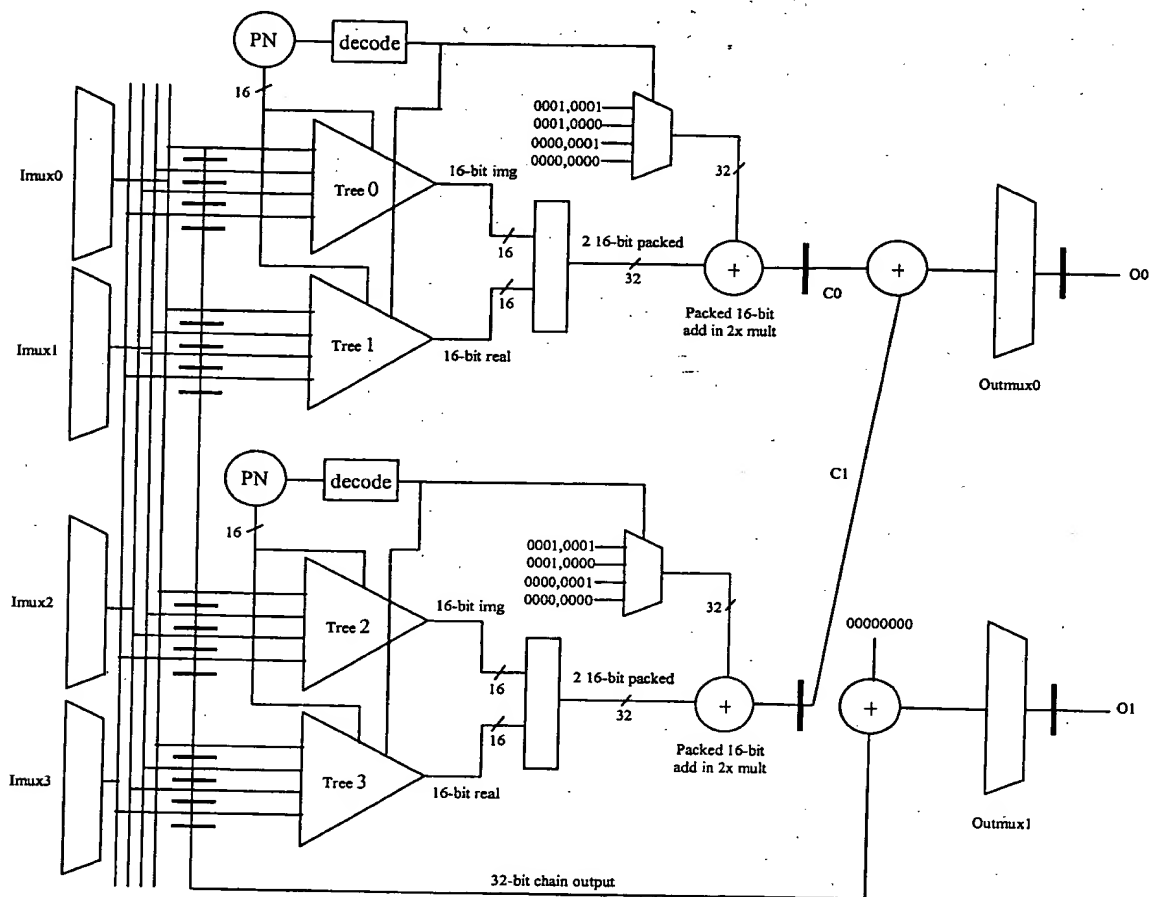 PN
decode
16
0001,0001
0001,0000
0000,0001
0000,0000
Imux0
Tree 0
16-bit img
32
16
2 16-bit packed
32
+
+
O0
C0
16
Packed 16-bit
add in 2x mult
Imux1
Tree 1
16-bit real
Outmux0
PN
decode
C1
16
0001,0001
0001,0000
0000,0001
0000,0000
Imux2
Tree 2
16-bit img
32
00000000
16
2 16-bit packed
32
+
+
O1
16
Packed 16-bit
add in 2x mult
Imux3
Tree 3
16-bit real
Outmux1
32-bit chain output